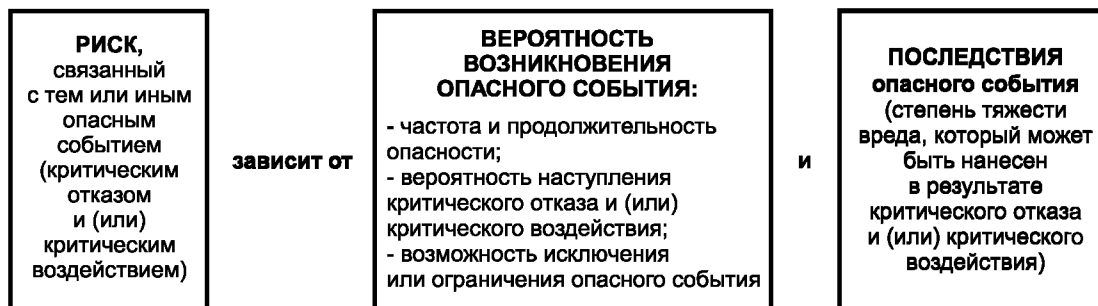 РИСК,
связанный
с тем или иным
опасным
событием
(критическим
отказом
и (или)
критическим
воздействием)
зависит от
ВЕРОЯТНОСТЬ
ВОЗНИКНОВЕНИЯ
ОПАСНОГО СОБЫТИЯ:
- частота и продолжительность
опасности;
- вероятность наступления
критического отказа и (или)
критического воздействия;
- возможность исключения
или ограничения опасного события
и
ПОСЛЕДСТВИЯ
опасного события
(степень тяжести
вреда, который может
быть нанесен
в результате
критического отказа
и (или) критического
воздействия)